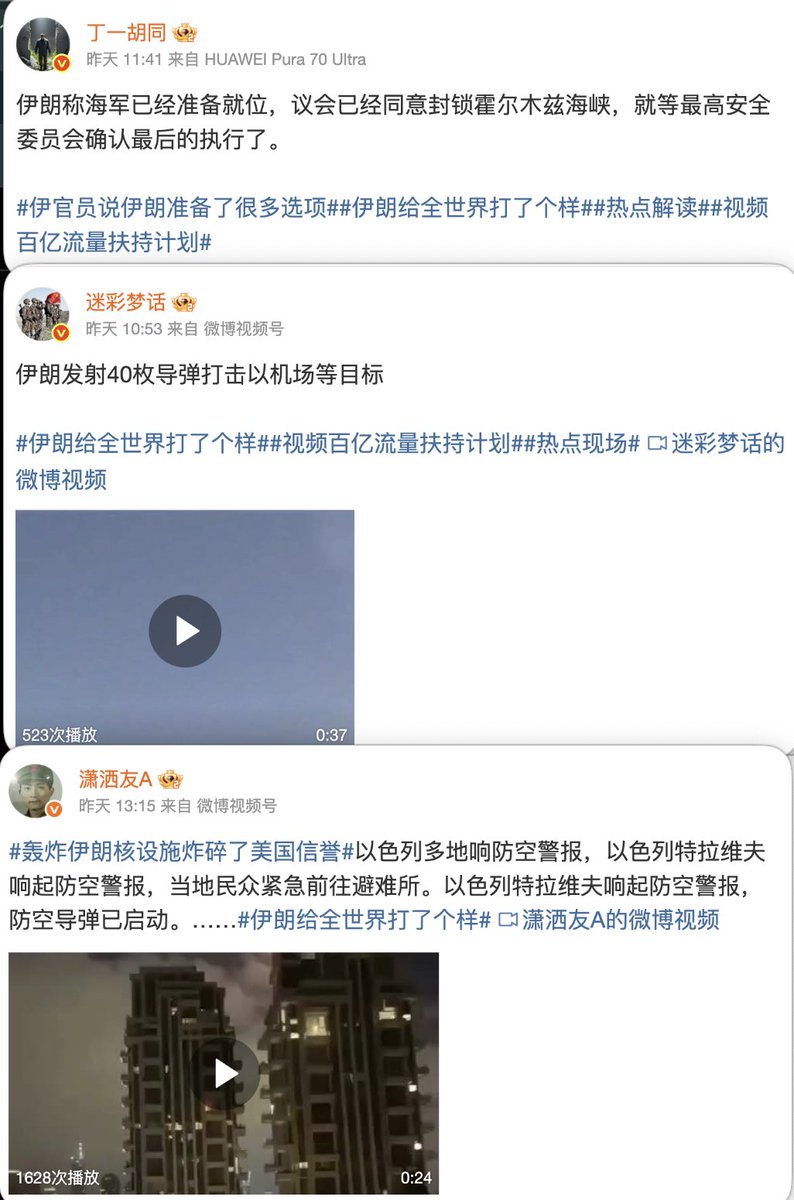 丁一胡同
昨天 11:41 来自 HUAWEI Pura 70 Ultra
伊朗称海军已经准备就位，议会已经同意封锁霍尔木兹海峡，就等最高安全
委员会确认最后的执行了。
#伊官员说伊朗准备了很多选项##伊朗给全世界打了个样##热点解读##视频
百亿流量扶持计划#
迷彩梦话
昨天 10:53 来自 微博视频号
伊朗发射40枚导弹打击以机场等目标
#伊朗给全世界打了个样##视频百亿流量扶持计划##热点现场# 迷彩梦话的
微博视频
523次播放 0:37
潇洒友A
昨天 13:15 来自 微博视频号
#轰炸伊朗核设施炸碎了美国信誉#以色列多地响防空警报，以色列特拉维夫
响起防空警报，当地民众紧急前往避难所。以色列特拉维夫响起防空警报，
防空导弹已启动。……#伊朗给全世界打了个样# 潇洒友A的微博视频
1628次播放 0:24